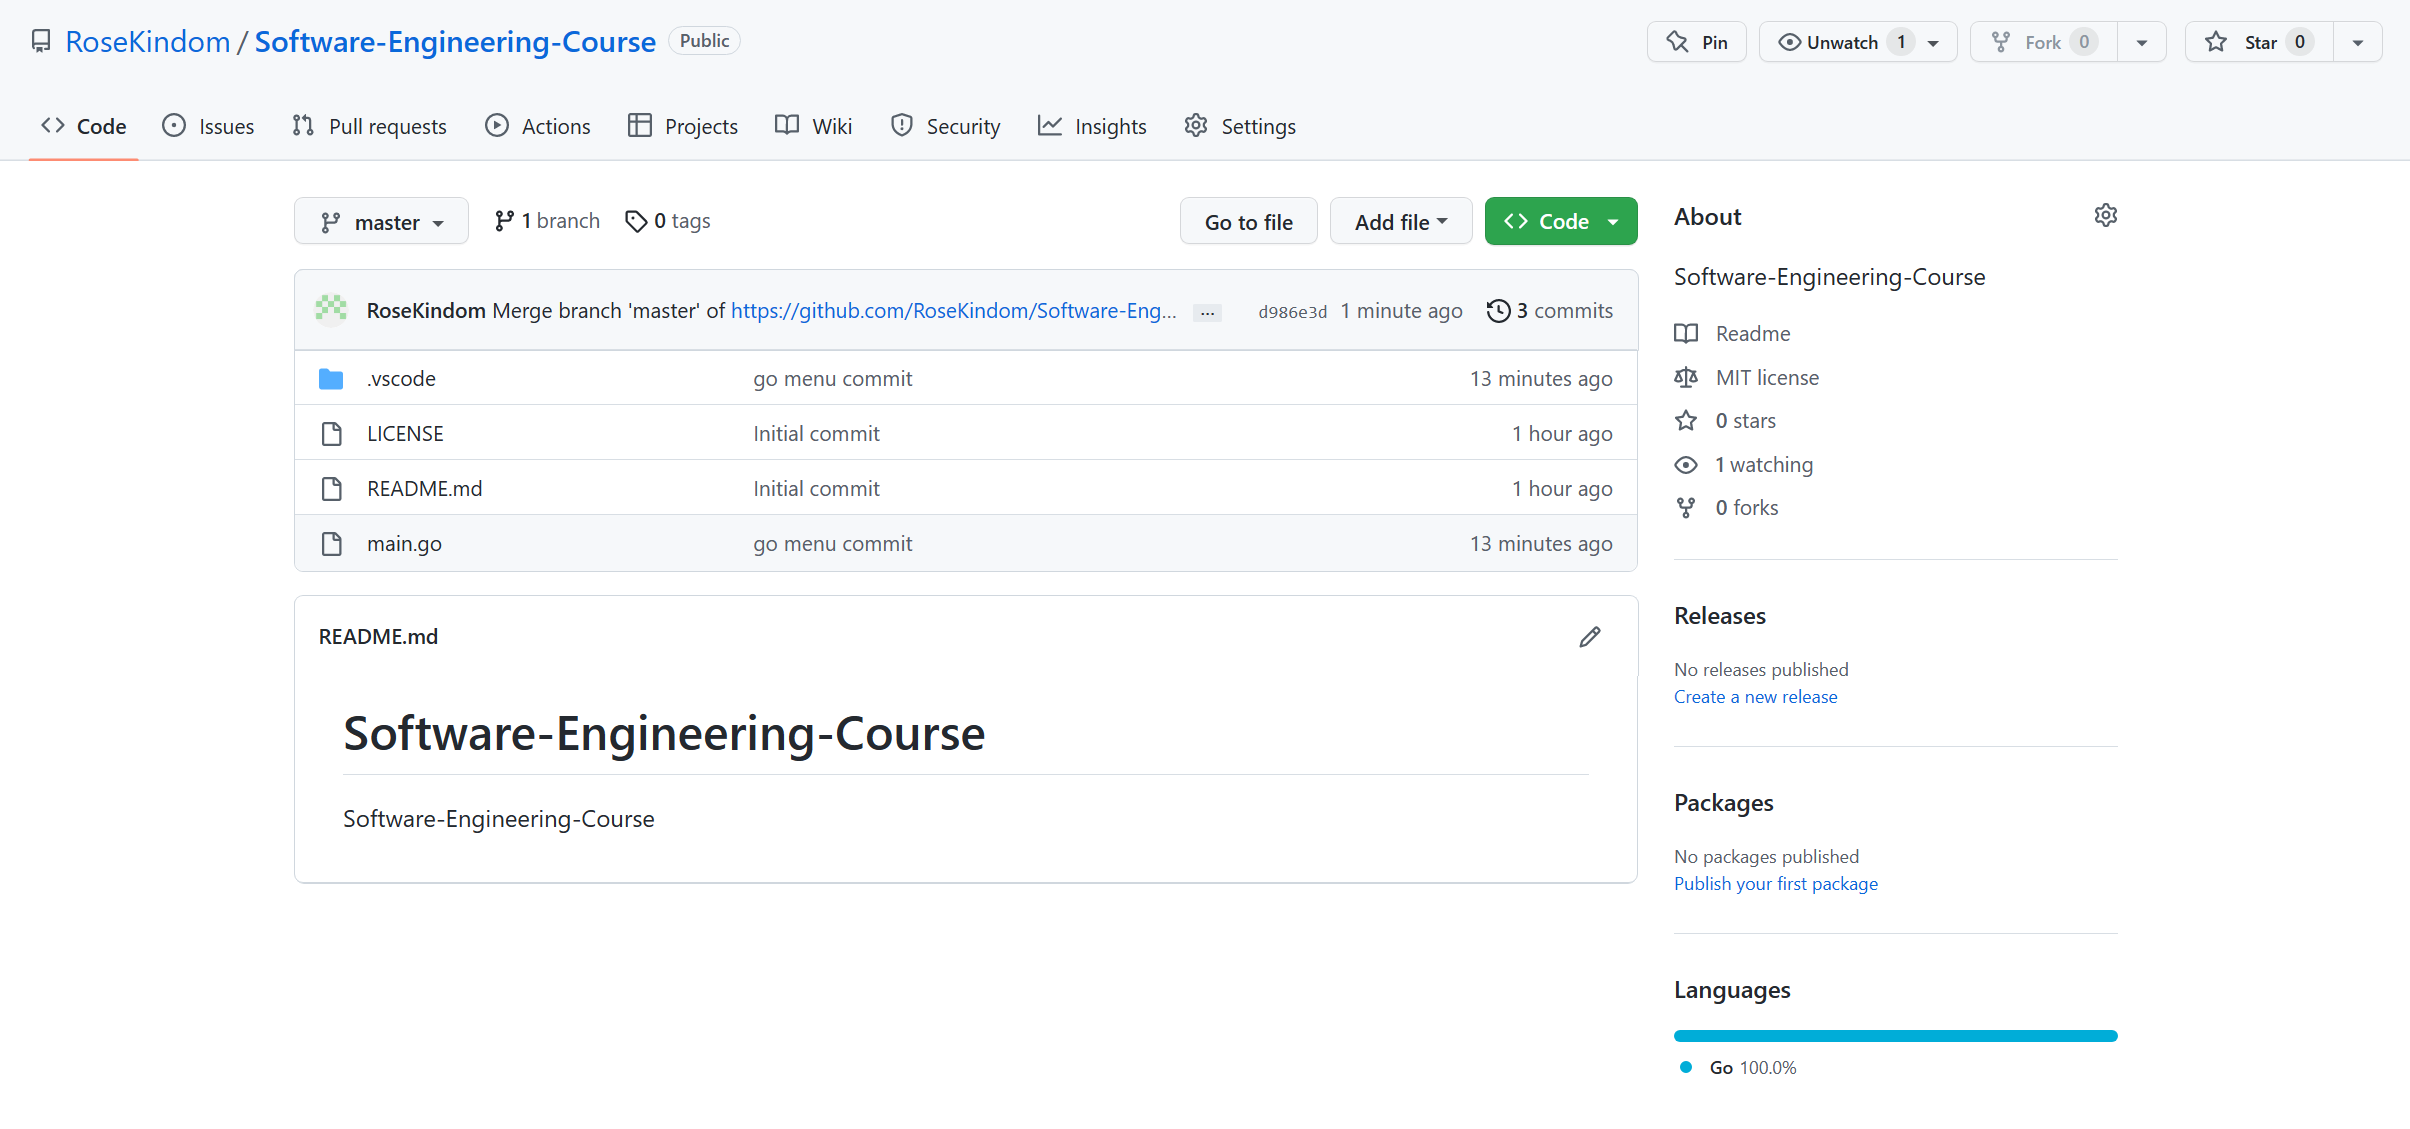 RoseKindom / Software-Engineering-Course Public
Pin
Unwatch 1
Fork 0
Star 0
Code
Issues
Pull requests
Actions
Projects
Wiki
Security
Insights
Settings
master
1 branch
0 tags
Go to file
Add file
Code
RoseKindom Merge branch 'master' of https://github.com/RoseKindom/Software-Eng... ... d986e3d 1 minute ago 3 commits
.vscode go menu commit 13 minutes ago
LICENSE Initial commit 1 hour ago
README.md Initial commit 1 hour ago
main.go go menu commit 13 minutes ago
README.md
Software-Engineering-Course
Software-Engineering-Course
About
Software-Engineering-Course
Readme
MIT license
0 stars
1 watching
0 forks
Releases
No releases published
Create a new release
Packages
No packages published
Publish your first package
Languages
Go 100.0%